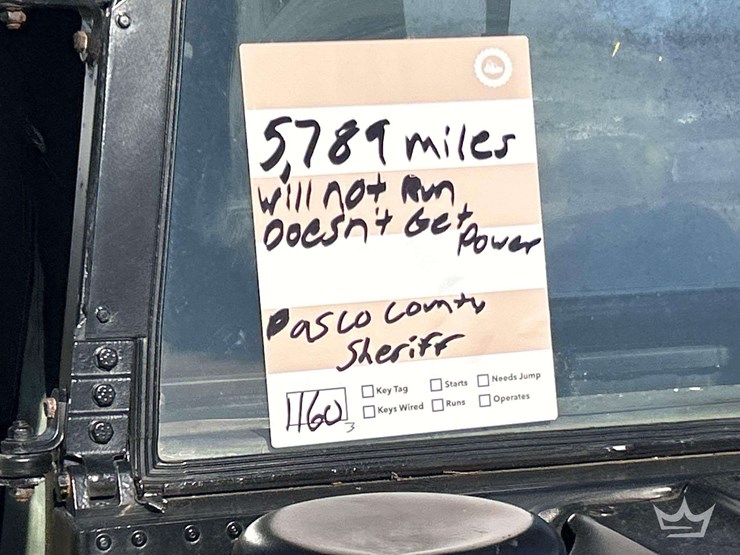 5,789 miles
Will not Run
Doesn't Get Power
Pasco County
Sheriff
1160
3
Key Tag
Starts
Needs Jump
Keys Wired
Runs
Operates